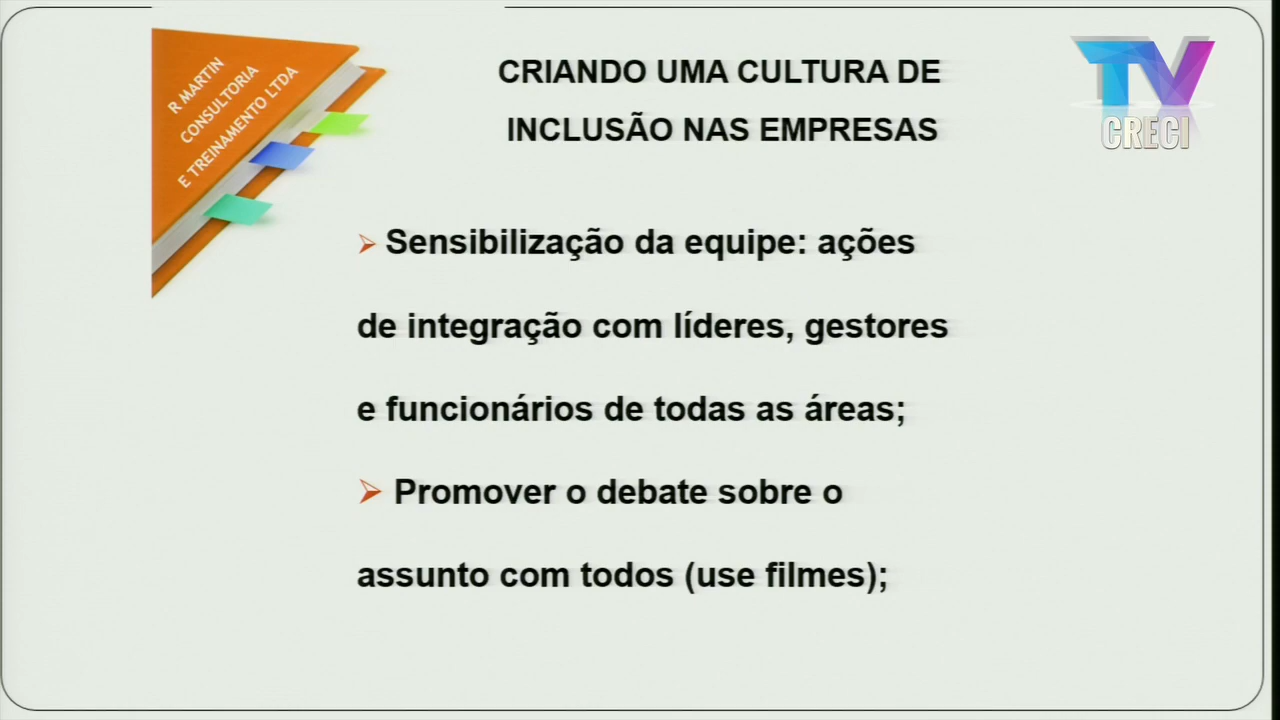 R MARTIN
CONSULTORIA
E TREINAMENTO LTDA
CRIANDO UMA CULTURA DE
INCLUSÃO NAS EMPRESAS
TV
CRECI
Sensibilização da equipe: ações
de integração com líderes, gestores
e funcionários de todas as áreas;
Promover o debate sobre o
assunto com todos (use filmes);